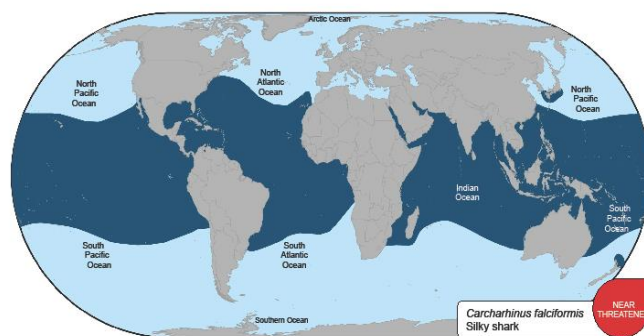 Arctic Ocean
North
Pacific
Ocean
North
Atlantic
Ocean
North
Pacific
Ocean
Indian
Ocean
South
Pacific
Ocean
South
Pacific
Ocean
South
Atlantic
Ocean
Southern Ocean
Carcharhinus falciformis
Silky shark
NEAR
THREATENE